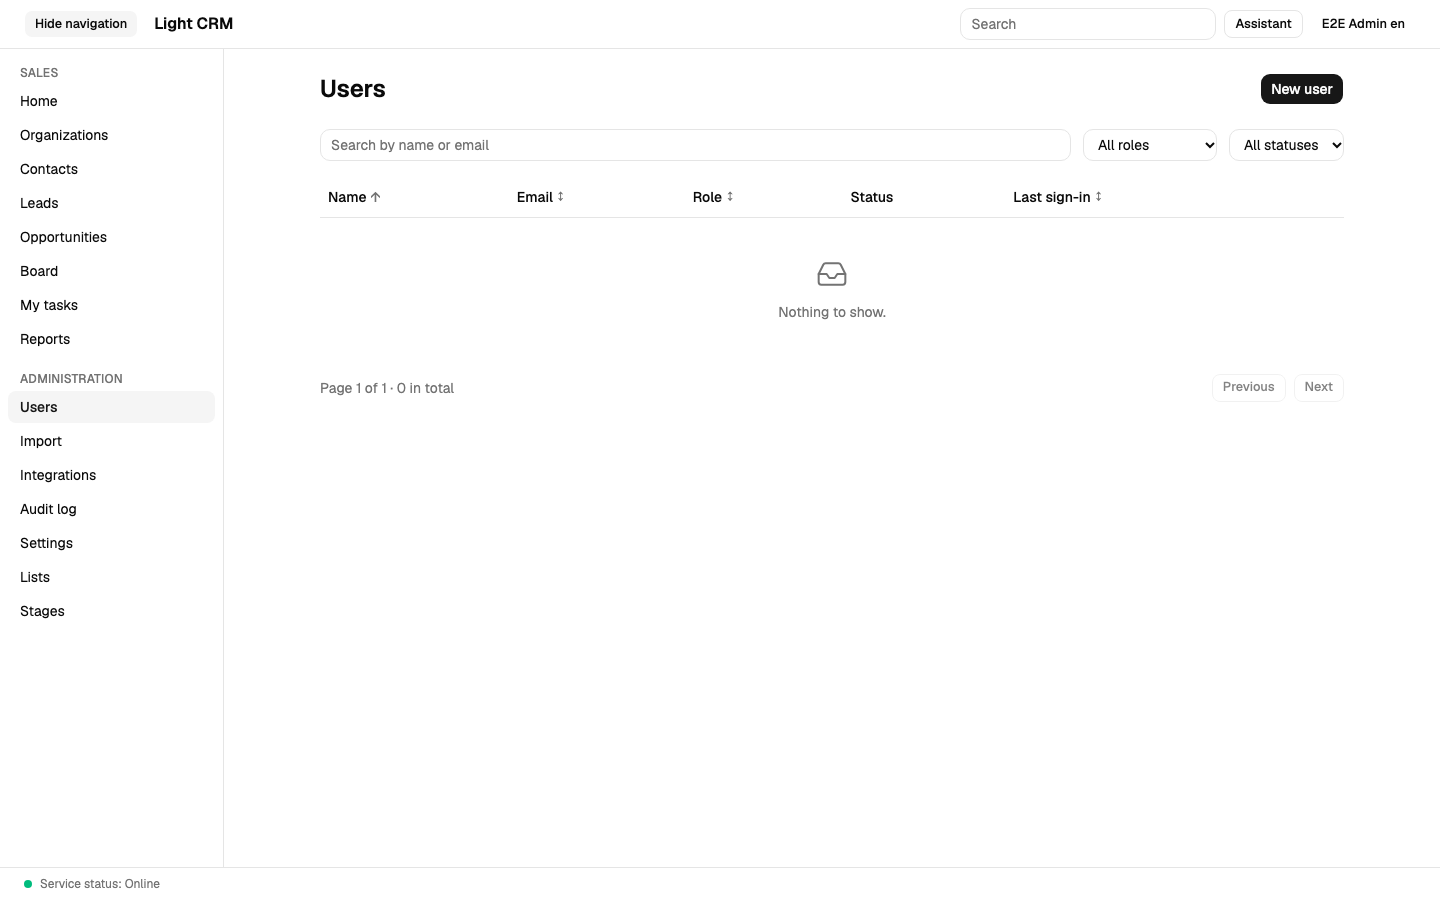 Hide navigation
Light CRM
Search
Assistant
E2E Admin en
SALES
Home
Organizations
Contacts
Leads
Opportunities
Board
My tasks
Reports
ADMINISTRATION
Users
Import
Integrations
Audit log
Settings
Lists
Stages
Users
New user
Search by name or email
All roles
All statuses
Name ↑ Email ↕ Role ↕ Status Last sign-in ↕
Nothing to show.
Page 1 of 1 · 0 in total
Previous
Next
Service status: Online